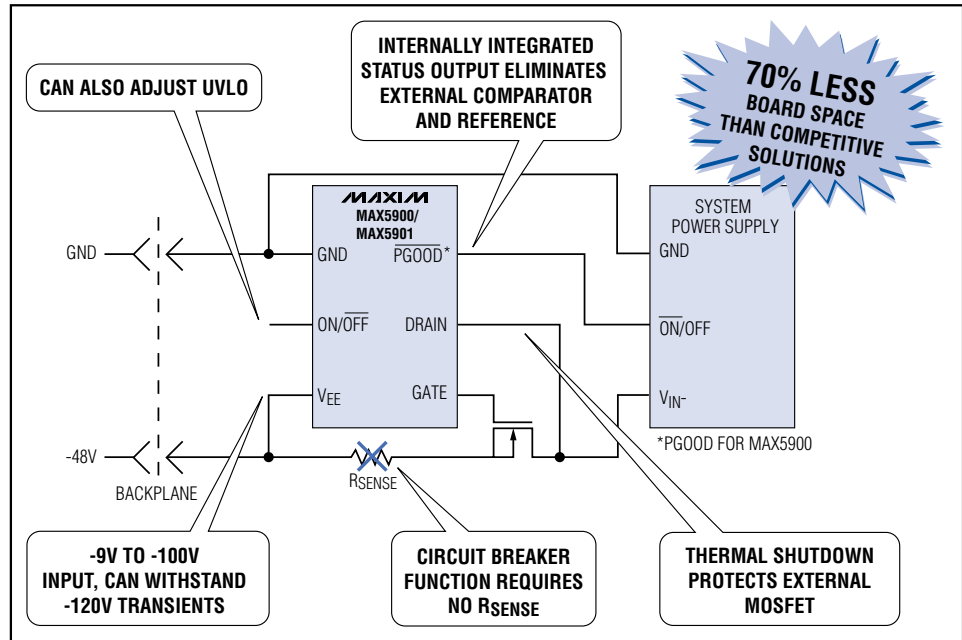 CAN ALSO ADJUST UVLO
INTERNALLY INTEGRATED
STATUS OUTPUT ELIMINATES
EXTERNAL COMPARATOR
AND REFERENCE
70% LESS
BOARD SPACE
THAN COMPETITIVE
SOLUTIONS
MAXIM
MAX5900/
MAX5901
SYSTEM
POWER SUPPLY
GND
GND
PGOOD*
GND
ON/OFF
DRAIN
ON/OFF
VEE
GATE
VIN-
*PGOOD FOR MAX5900
-48V
RSENSE
BACKPLANE
-9V TO -100V
INPUT, CAN WITHSTAND
-120V TRANSIENTS
CIRCUIT BREAKER
FUNCTION REQUIRES
NO RSENSE
THERMAL SHUTDOWN
PROTECTS EXTERNAL
MOSFET